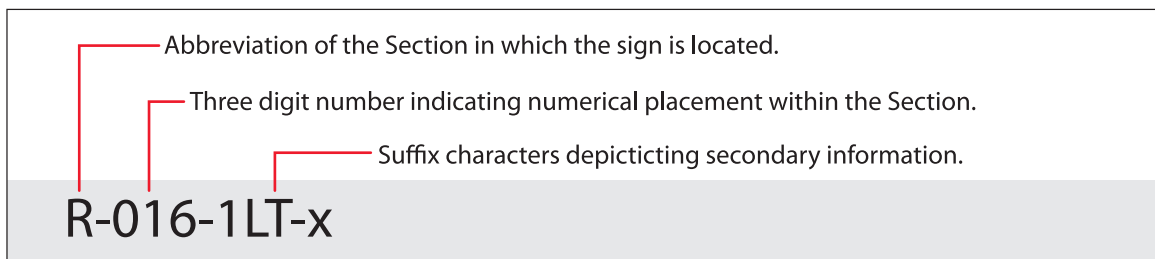 Abbreviation of the Section in which the sign is located.
Three digit number indicating numerical placement within the Section.
Suffix characters depicticting secondary information.
R-016-1LT-x